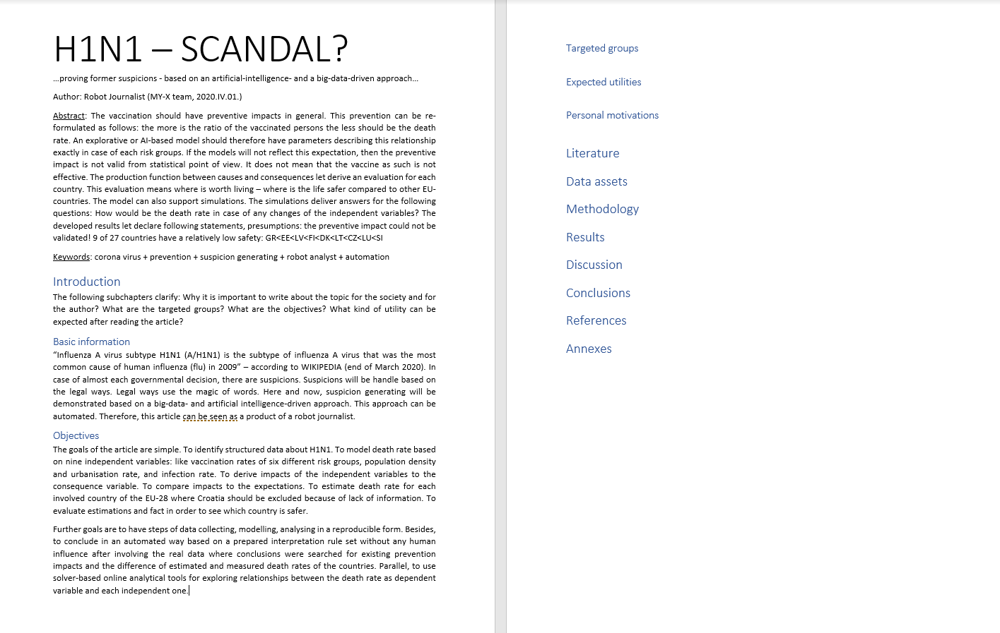 H1N1 – SCANDAL?
...proving former suspicions - based on an artificial-intelligence- and a big-data-driven approach...
Author: Robot Journalist (MY-X team, 2020.IV.01.)
Abstract: The vaccination should have preventive impacts in general. This prevention can be re-
formulated as follows: the more is the ratio of the vaccinated persons the less should be the death
rate. An explorative or AI-based model should therefore have parameters describing this relationship
exactly in case of each risk groups. If the models will not reflect this expectation, then the preventive
impact is not valid from statistical point of view. It does not mean that the vaccine as such is not
effective. The production function between causes and consequences let derive an evaluation for each
country. This evaluation means where is worth living – where is the life safer compared to other EU-
countries. The model can also support simulations. The simulations deliver answers for the following
questions: How would be the death rate in case of any changes of the independent variables? The
developed results let declare following statements, presumptions: the preventive impact could not be
validated! 9 of 27 countries have a relatively low safety: GR<EE<LV<FI<DK<LT<CZ<LU<SI
Keywords: corona virus + prevention + suspicion generating + robot analyst + automation
Introduction
The following subchapters clarify: Why it is important to write about the topic for the society and for
the author? What are the targeted groups? What are the objectives? What kind of utility can be
expected after reading the article?
Basic information
“Influenza A virus subtype H1N1 (A/H1N1) is the subtype of influenza A virus that was the most
common cause of human influenza (flu) in 2009” – according to WIKIPEDIA (end of March 2020). In
case of almost each governmental decision, there are suspicions. Suspicions will be handle based on
the legal ways. Legal ways use the magic of words. Here and now, suspicion generating will be
demonstrated based on a big-data- and artificial intelligence-driven approach. This approach can be
automated. Therefore, this article can be seen as a product of a robot journalist.
Objectives
The goals of the article are simple. To identify structured data about H1N1. To model death rate based
on nine independent variables: like vaccination rates of six different risk groups, population density
and urbanisation rate, and infection rate. To derive impacts of the independent variables to the
consequence variable. To compare impacts to the expectations. To estimate death rate for each
involved country of the EU-28 where Croatia should be excluded because of lack of information. To
evaluate estimations and fact in order to see which country is safer.
Further goals are to have steps of data collecting, modelling, analysing in a reproducible form. Besides,
to conclude in an automated way based on a prepared interpretation rule set without any human
influence after involving the real data where conclusions were searched for existing prevention
impacts and the difference of estimated and measured death rates of the countries. Parallel, to use
solver-based online analytical tools for exploring relationships between the death rate as dependent
variable and each independent one.
Targeted groups
Expected utilities
Personal motivations
Literature
Data assets
Methodology
Results
Discussion
Conclusions
References
Annexes